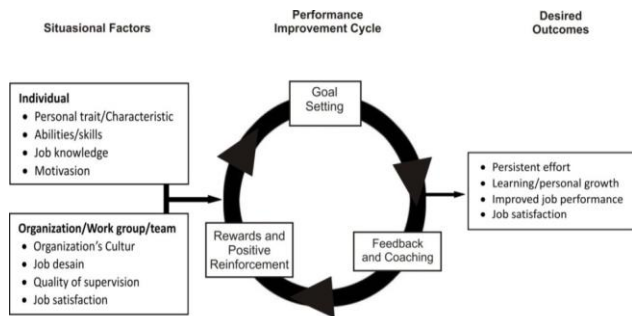 Situasional Factors
Performance
Improvement Cycle
Desired
Outcomes
Individual
• Personal trait/Characteristic
• Abilities/skills
• Job knowledge
• Motivasion
Organization/Work group/team
• Organization's Cultur
• Job desain
• Quality of supervision
• Job satisfaction
Goal
Setting
Rewards and
Positive
Reinforcement
Feedback
and Coaching
• Persistent effort
• Learning/personal growth
• Improved job performance
• Job satisfaction